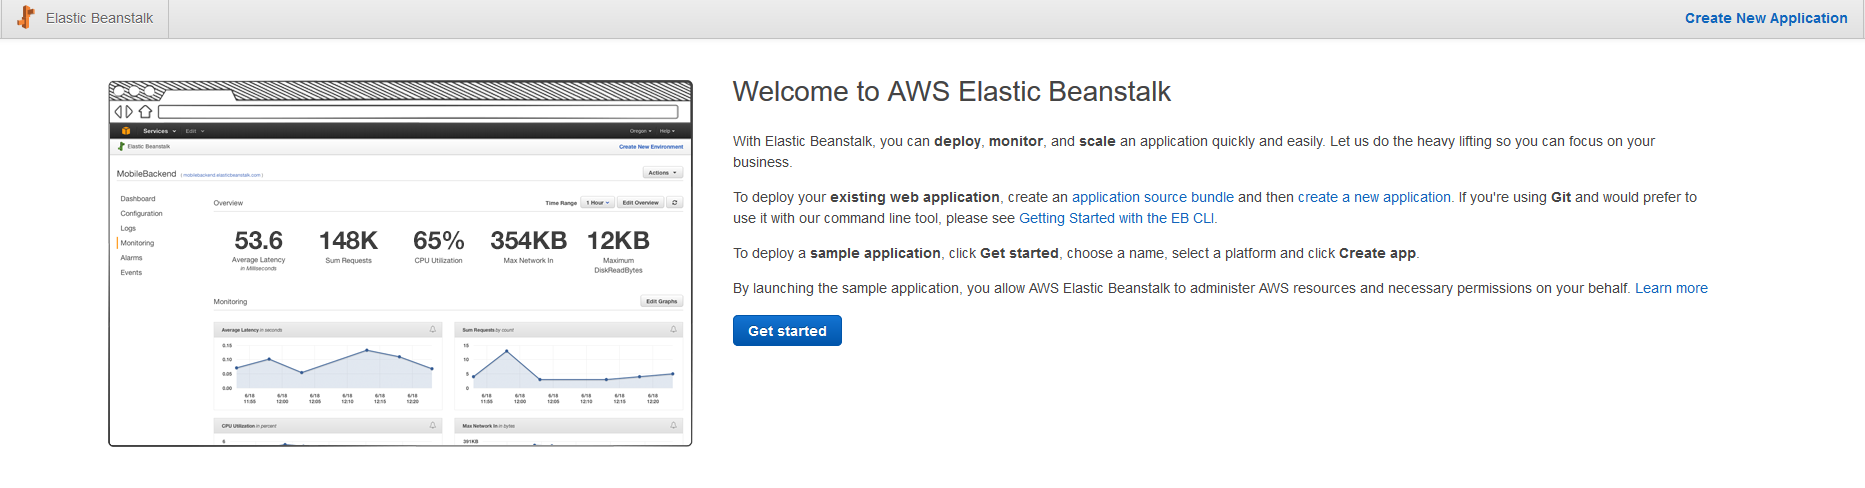 Elastic Beanstalk
Create New Application
Services Edit Oregon Help
Elastic Beanstalk Create New Environment
MobileBackend ( mobilebackend.elasticbeanstalk.com ) Actions
Dashboard
Configuration
Logs
Monitoring
Alarms
Events
Overview Time Range 1 Hour Edit Overview
53.6 148K 65% 354KB 12KB
Average Latency Sum Requests CPU Utilization Max Network In Maximum
in Milliseconds DiskReadBytes
Monitoring Edit Graphs
Average Latency in seconds
0.15
0.10
0.05
0.00
6/18 6/18 6/18 6/18 6/18 6/18
11:55 12:00 12:05 12:10 12:15 12:20
Sum Requests by count
15
10
5
0
6/18 6/18 6/18 6/18 6/18 6/18
11:55 12:00 12:05 12:10 12:15 12:20
CPU Utilization in percent
6
Max Network In in bytes
391KB
Welcome to AWS Elastic Beanstalk
With Elastic Beanstalk, you can deploy, monitor, and scale an application quickly and easily. Let us do the heavy lifting so you can focus on your
business.
To deploy your existing web application, create an application source bundle and then create a new application. If you're using Git and would prefer to
use it with our command line tool, please see Getting Started with the EB CLI.
To deploy a sample application, click Get started, choose a name, select a platform and click Create app.
By launching the sample application, you allow AWS Elastic Beanstalk to administer AWS resources and necessary permissions on your behalf. Learn more
Get started